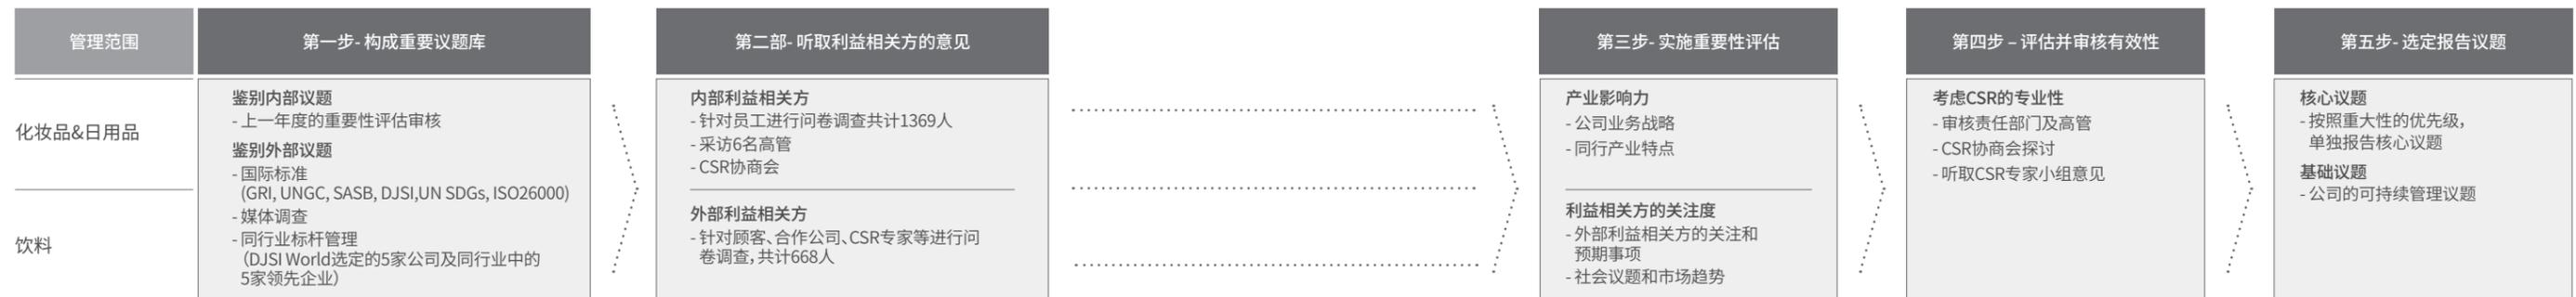 管理范围
化妆品&日用品
饮料
第一步- 构成重要议题库
鉴别内部议题
- 上一年度的重要性评估审核
鉴别外部议题
- 国际标准
(GRI, UNGC, SASB, DJSI,UN SDGs, ISO26000)
- 媒体调查
- 同行业标杆管理
（DJSI World选定的5家公司及同行业中的
5家领先企业）
第二部- 听取利益相关方的意见
内部利益相关方
- 针对员工进行问卷调查共计1369人
- 采访6名高管
- CSR协商会
外部利益相关方
- 针对顾客、合作公司、CSR专家等进行问
卷调查，共计668人
第三步- 实施重要性评估
产业影响力
- 公司业务战略
- 同行产业特点
利益相关方的关注度
- 外部利益相关方的关注和
预期事项
- 社会议题和市场趋势
第四步 – 评估并审核有效性
考虑CSR的专业性
- 审核责任部门及高管
- CSR协商会探讨
- 听取CSR专家小组意见
第五步- 选定报告议题
核心议题
- 按照重大性的优先级，
单独报告核心议题
基础议题
- 公司的可持续管理议题